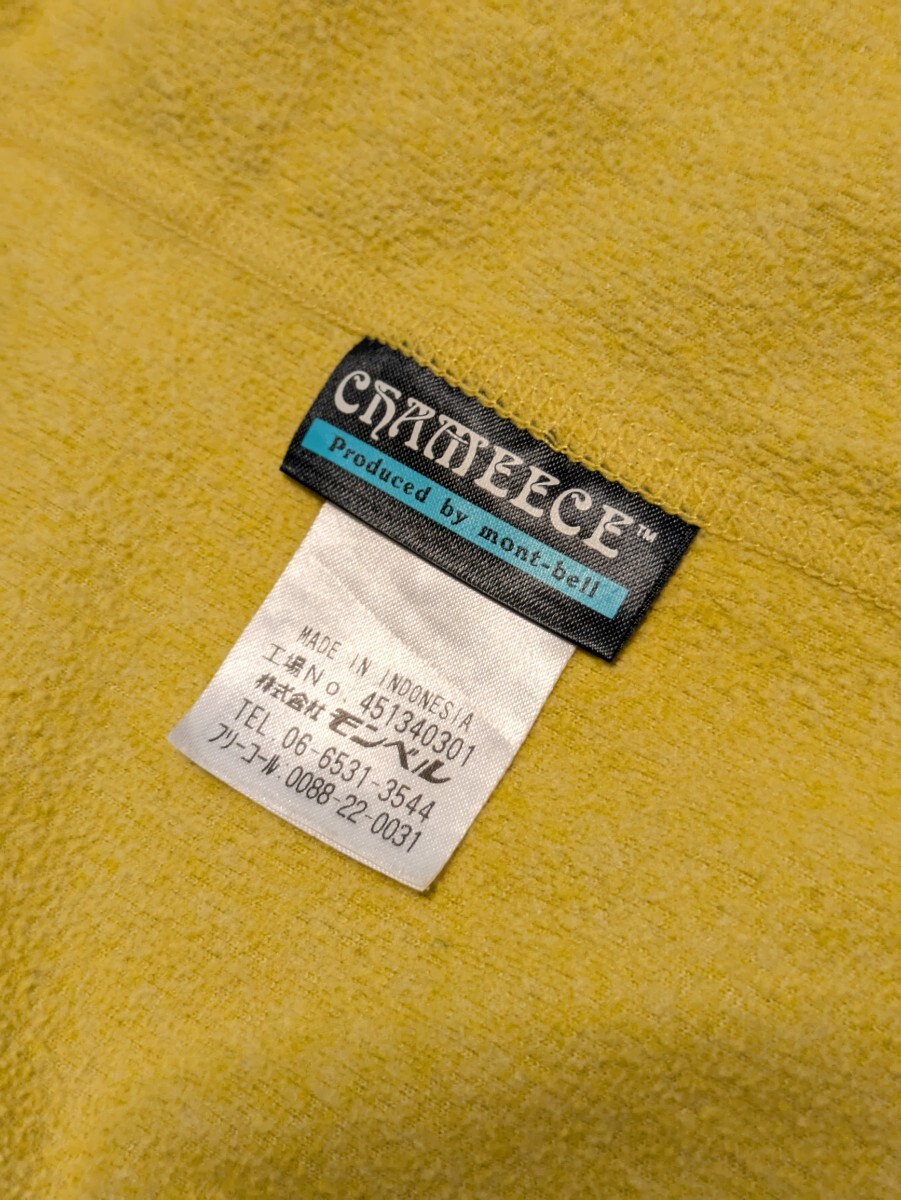 CHAMEECE™
Produced by mont-bell
MADE IN INDONESIA
工場No. 451340301
株式会社 モンベル
TEL. 06-6531-3544
フリーコール.0088-22-0031